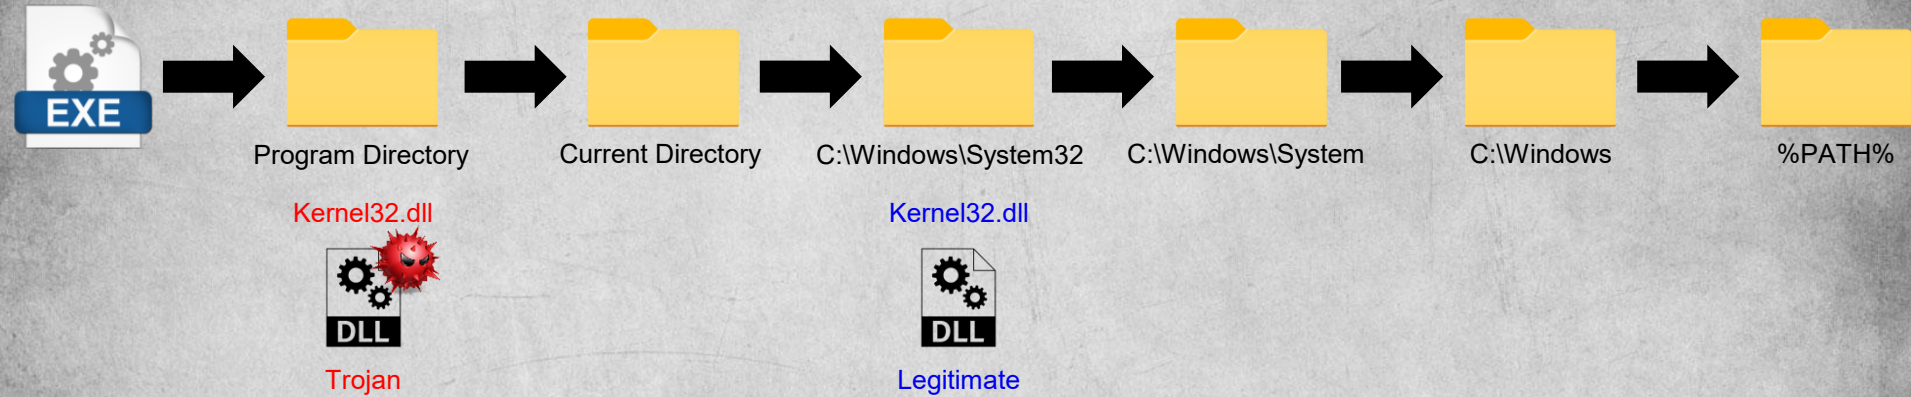 EXE
Program Directory
Current Directory
C:\Windows\System32
C:\Windows\System
C:\Windows
%PATH%
Kernel32.dll
Kernel32.dll
DLL
DLL
Trojan
Legitimate